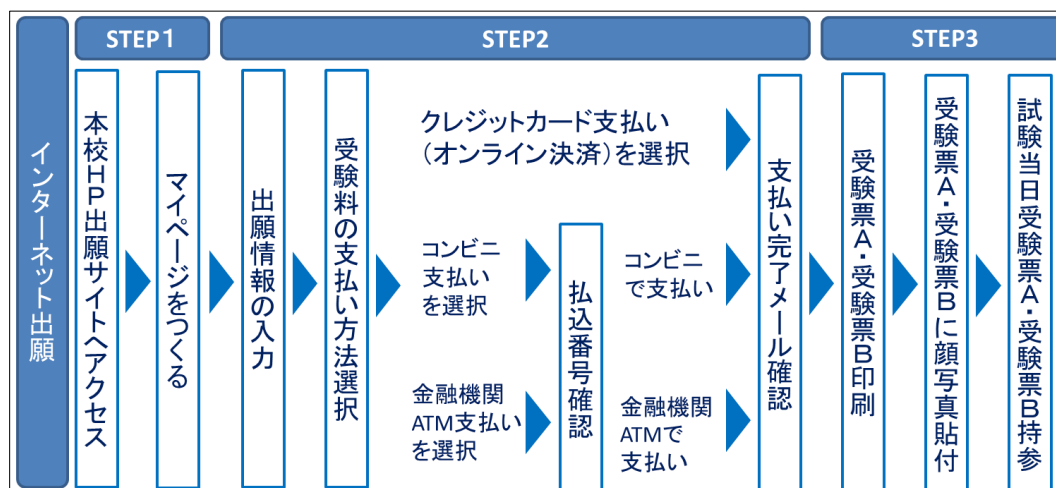 STEP1
STEP2
STEP3
インターネット出願
本校HP出願サイトへアクセス
マイページをつくる
出願情報の入力
受験料の支払い方法選択
クレジットカード支払い
（オンライン決済）を選択
コンビニ
支払い
を選択
金融機関
ATM支払い
を選択
払込番号確認
コンビニ
で支払い
金融機関
ATMで
支払い
支払い完了メール確認
受験票A・受験票B印刷
受験票A・受験票Bに顔写真貼付
試験当日受験票A・受験票B持参